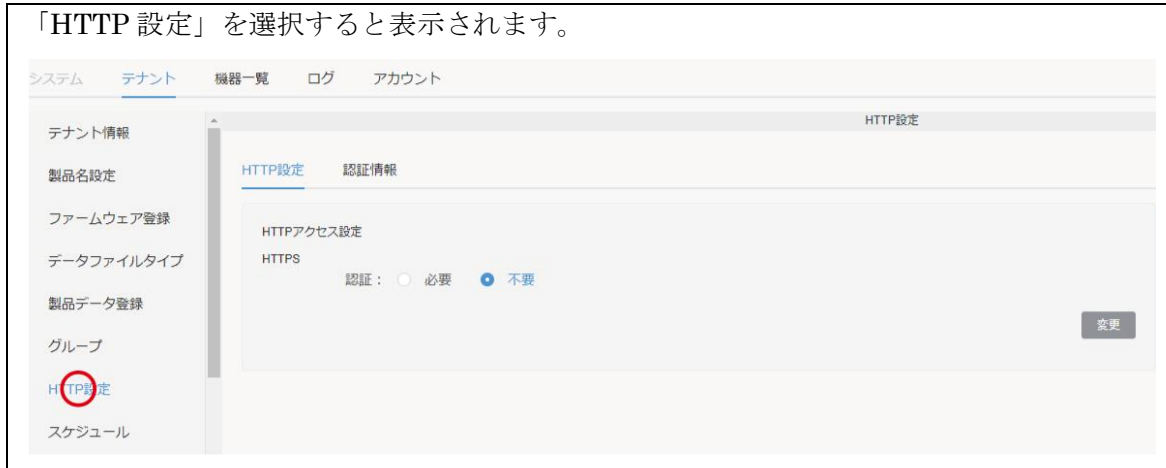 「HTTP 設定」を選択すると表示されます。
システム テナント 機器一覧 ログ アカウント
HTTP設定
テナント情報
製品名設定
ファームウェア登録
データファイルタイプ
製品データ登録
グループ
HTTP設定
スケジュール
HTTP設定 認証情報
HTTPアクセス設定
HTTPS
認証： 必要 不要
変更